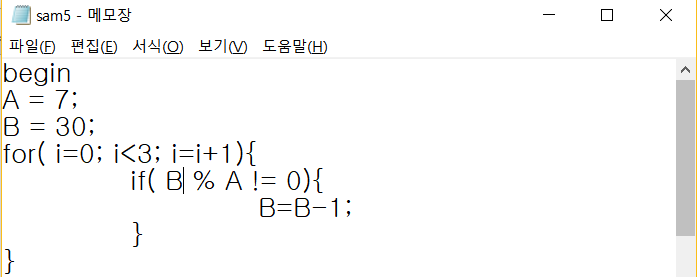 sam5 - 메모장
파일(F) 편집(E) 서식(O) 보기(V) 도움말(H)
begin
A = 7;
B = 30;
for( i=0; i<3; i=i+1){
if( B % A != 0){
B=B-1;
}
}